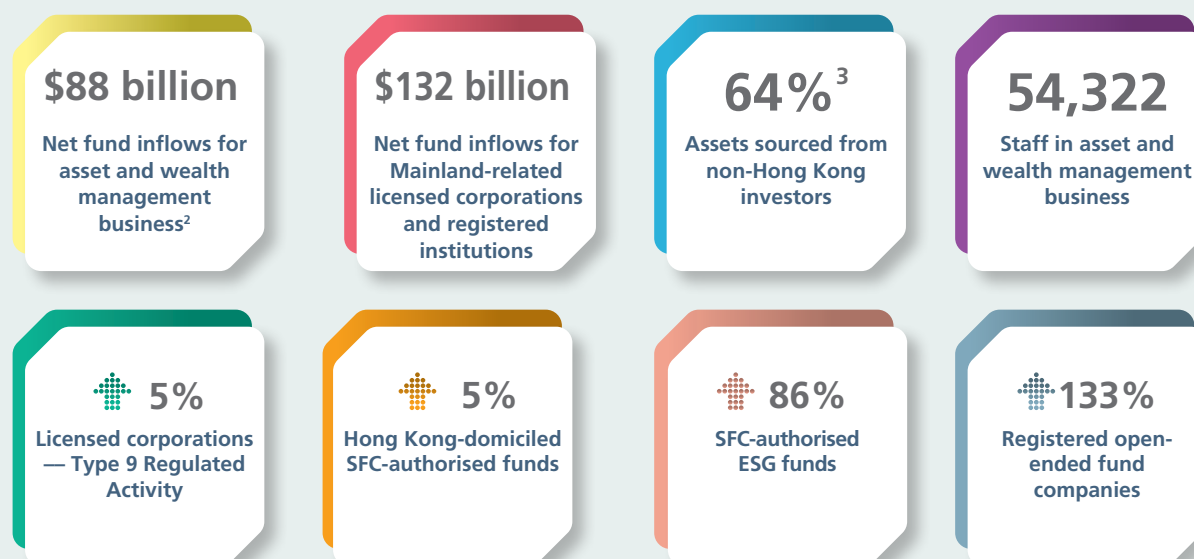 $88 billion
Net fund inflows for
asset and wealth
management
business²
$132 billion
Net fund inflows for
Mainland-related
licensed corporations
and registered
institutions
64%³
Assets sourced from
non-Hong Kong
investors
54,322
Staff in asset and
wealth management
business
5%
Licensed corporations
— Type 9 Regulated
Activity
5%
Hong Kong-domiciled
SFC-authorised funds
86%
SFC-authorised
ESG funds
133%
Registered open-
ended fund
companies